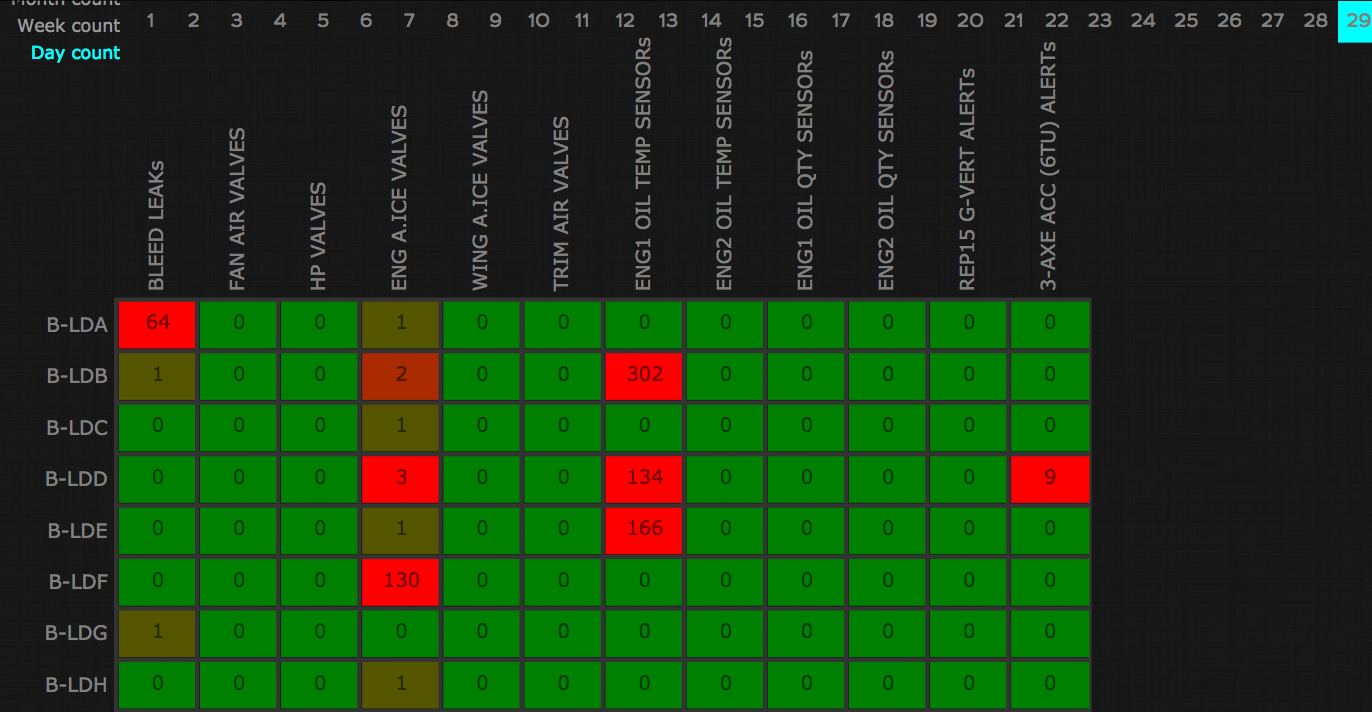 Month count
Week count 1 2 3 4 5 6 7 8 9 10 11 12 13 14 15 16 17 18 19 20 21 22 23 24 25 26 27 28 29
Day count
BLEED LEAKs
FAN AIR VALVES
HP VALVES
ENG A.ICE VALVES
WING A.ICE VALVES
TRIM AIR VALVES
ENG1 OIL TEMP SENSORs
ENG2 OIL TEMP SENSORs
ENG1 OIL QTY SENSORs
ENG2 OIL QTY SENSORs
REP15 G-VERT ALERTs
3-AXE ACC (6TU) ALERTs
B-LDA 64 0 0 1 0 0 0 0 0 0 0 0
B-LDB 1 0 0 2 0 0 302 0 0 0 0 0
B-LDC 0 0 0 1 0 0 0 0 0 0 0 0
B-LDD 0 0 0 3 0 0 134 0 0 0 0 9
B-LDE 0 0 0 1 0 0 166 0 0 0 0 0
B-LDF 0 0 0 130 0 0 0 0 0 0 0 0
B-LDG 1 0 0 0 0 0 0 0 0 0 0 0
B-LDH 0 0 0 1 0 0 0 0 0 0 0 0